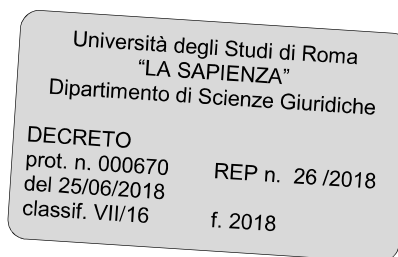 Università degli Studi di Roma
“LA SAPIENZA”
Dipartimento di Scienze Giuridiche
DECRETO
prot. n. 000670 REP n. 26 /2018
del 25/06/2018
classif. VII/16 f. 2018